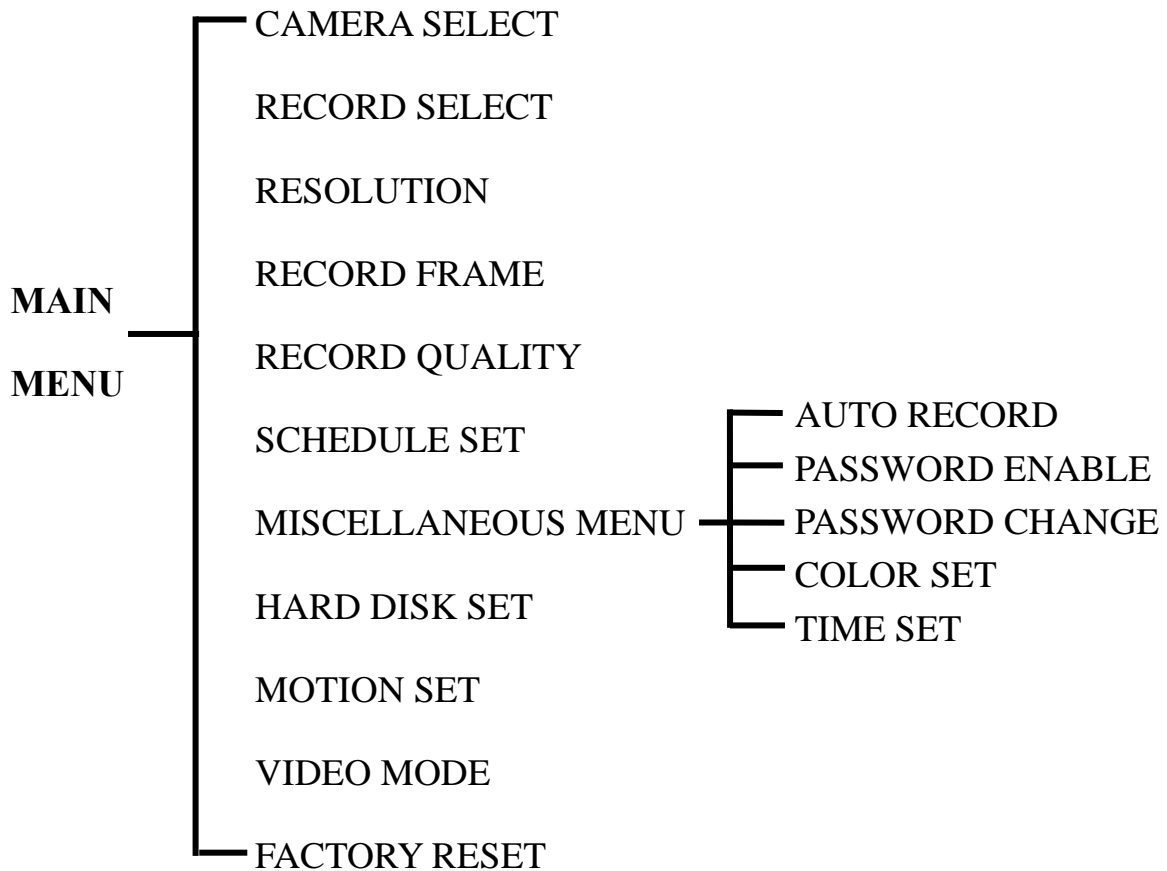 MAIN
MENU
CAMERA SELECT
RECORD SELECT
RESOLUTION
RECORD FRAME
RECORD QUALITY
SCHEDULE SET
MISCELLANEOUS MENU
AUTO RECORD
PASSWORD ENABLE
PASSWORD CHANGE
COLOR SET
TIME SET
HARD DISK SET
MOTION SET
VIDEO MODE
FACTORY RESET